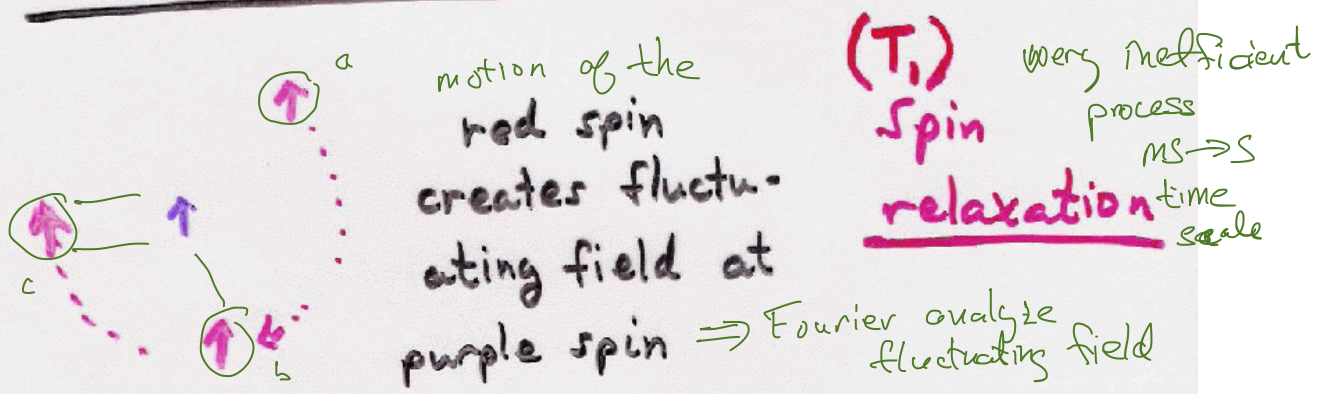 a
c
b
motion of the
red spin
creates fluctu-
ating field at
purple spin ⇒ Fourier analyze
fluctuating field
(T₁)
Spin
relaxation
very inefficient
process
ms→s
time
scale